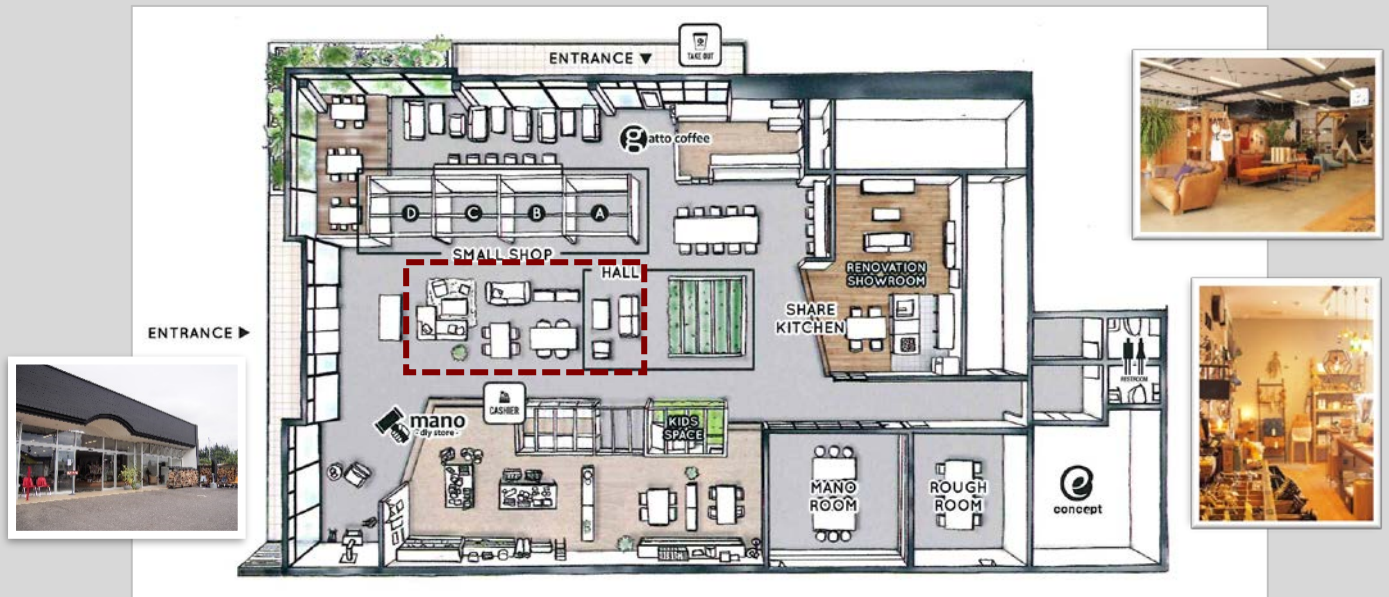 ENTRANCE ▼
TAKE OUT
gatto coffee
D
C
B
A
SMALL SHOP
HALL
RENOVATION
SHOWROOM
SHARE
KITCHEN
ENTRANCE ▶
RESTROOM
CASHIER
mano
- diy store -
KIDS
SPACE
MANO
ROOM
ROUGH
ROOM
e
concept